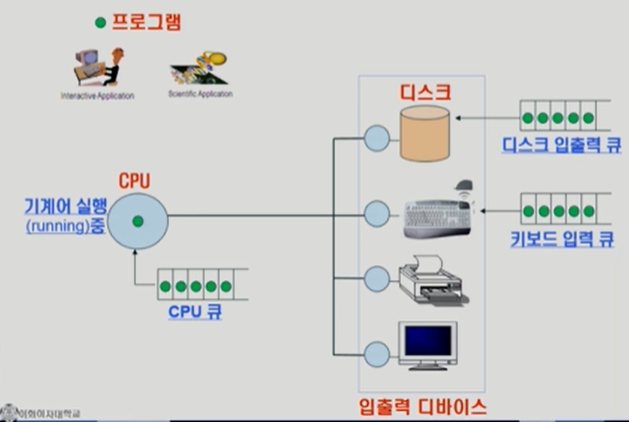 프로그램
Interactive Application
Scientific Application
디스크
디스크 입출력 큐
CPU
기계어 실행
(running)중
키보드 입력 큐
CPU 큐
입출력 디바이스
이화여자대학교